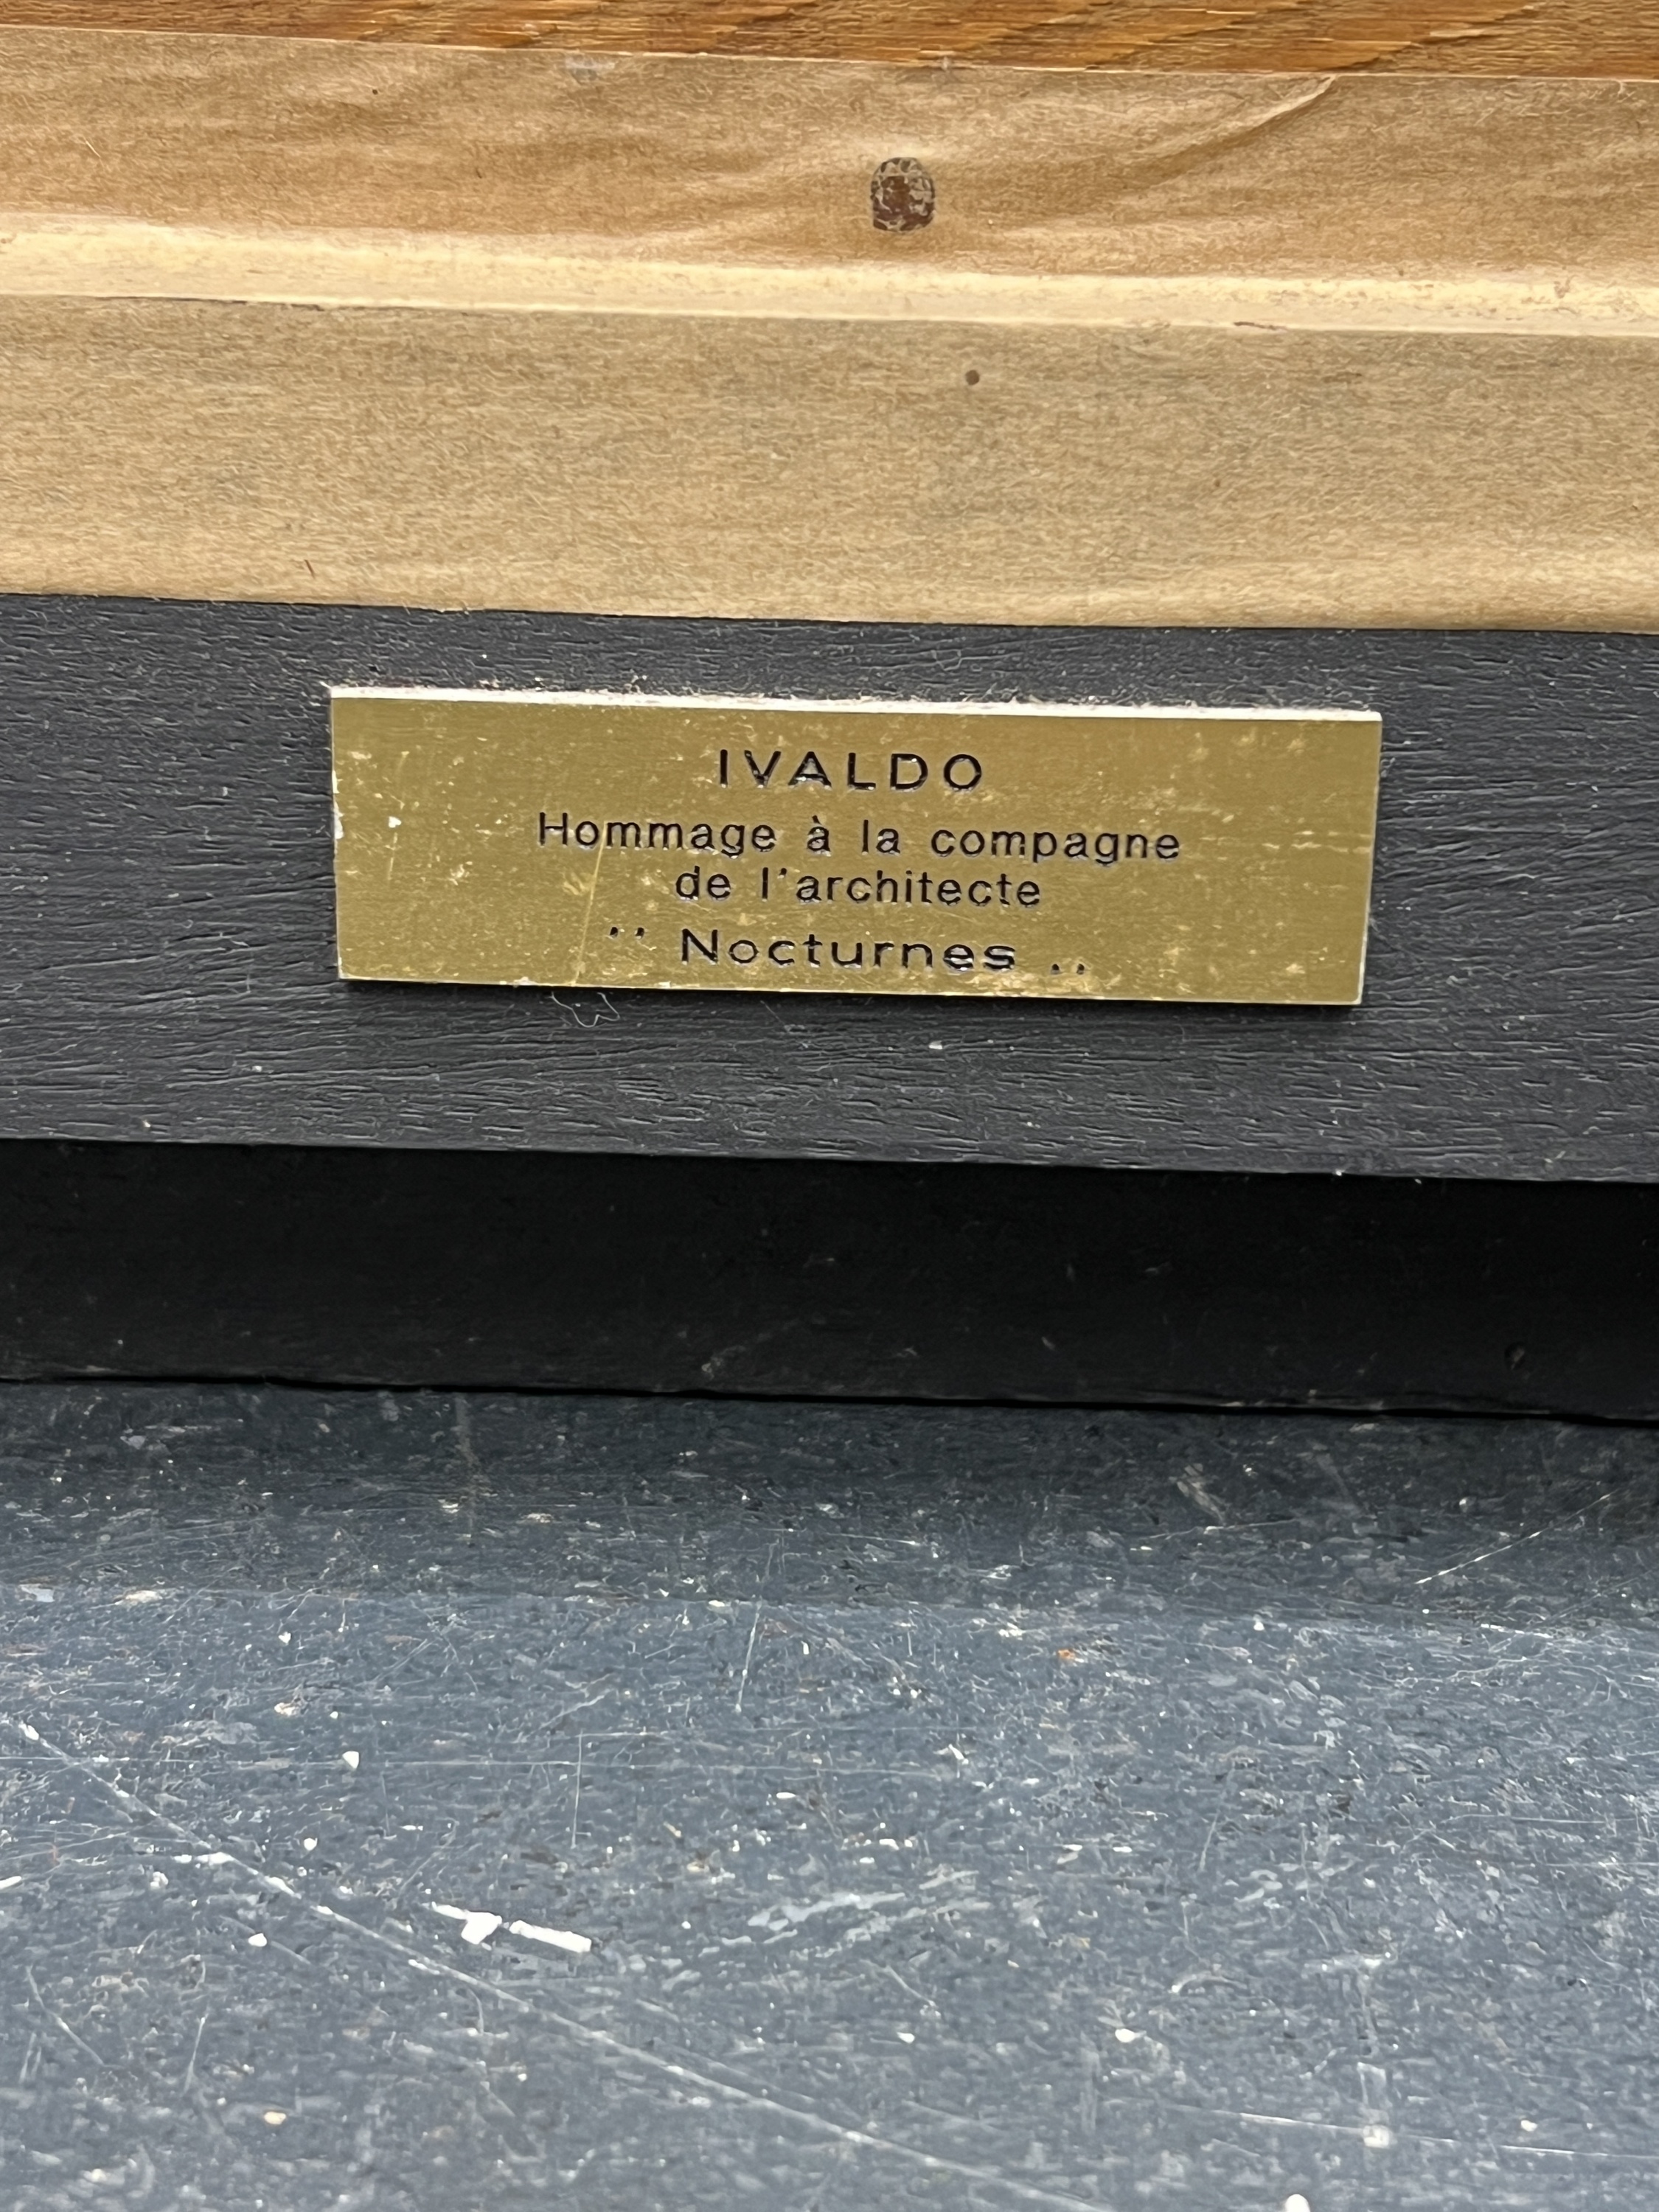 IVALDO
Hommage à la compagne
de l'architecte
" Nocturnes „